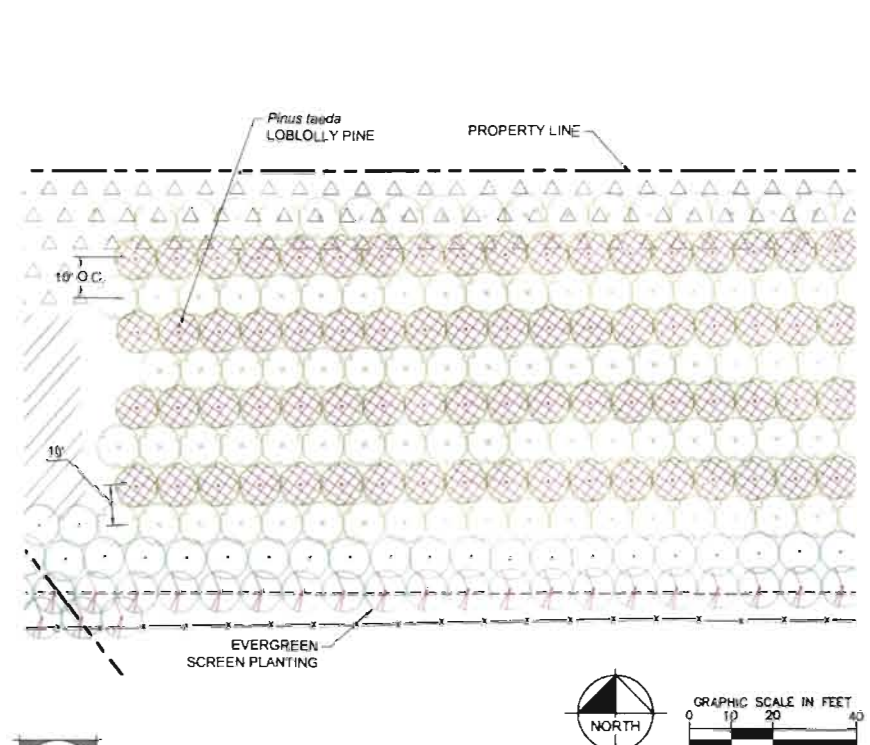 Pinus taeda
LOBLOLLY PINE
PROPERTY LINE
10' O.C.
10'
EVERGREEN
SCREEN PLANTING
NORTH
GRAPHIC SCALE IN FEET
0 10 20 40